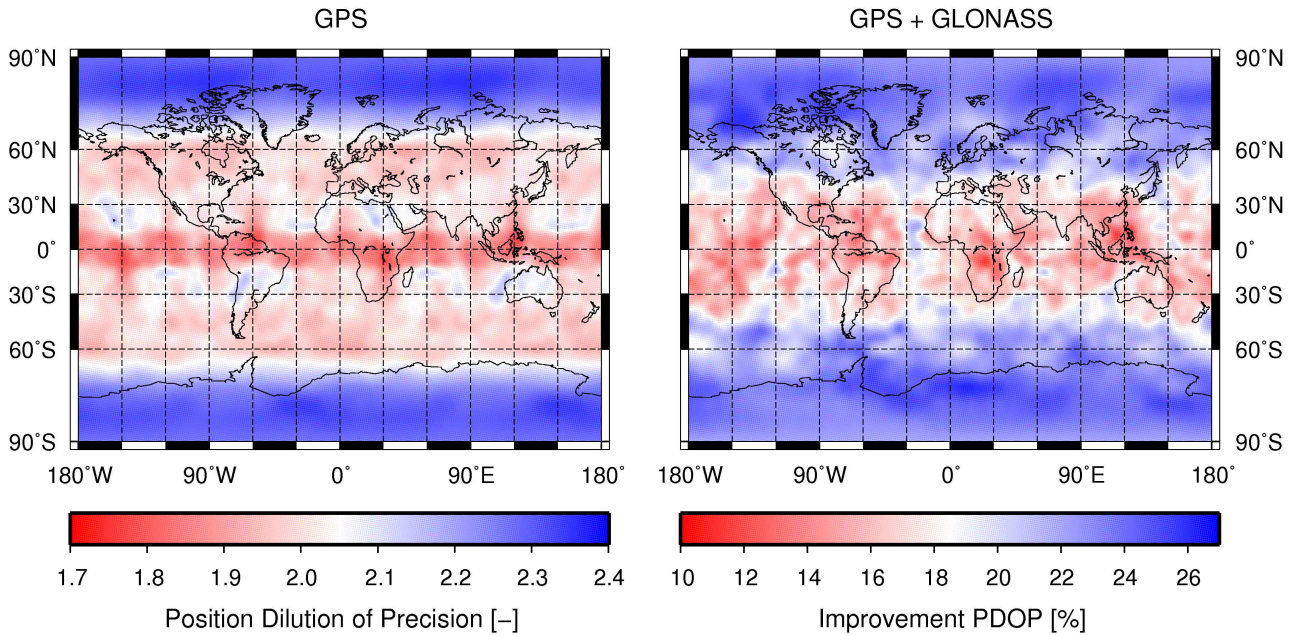 GPS
GPS + GLONASS
90˚N
60˚N
30˚N
0˚
30˚S
60˚S
90˚S
180˚W
90˚W
0˚
90˚E
180˚
90˚N
60˚N
30˚N
0˚
30˚S
60˚S
90˚S
180˚W
90˚W
0˚
90˚E
180˚
1.7 1.8 1.9 2.0 2.1 2.2 2.3 2.4
Position Dilution of Precision [−]
10 12 14 16 18 20 22 24 26
Improvement PDOP [%]